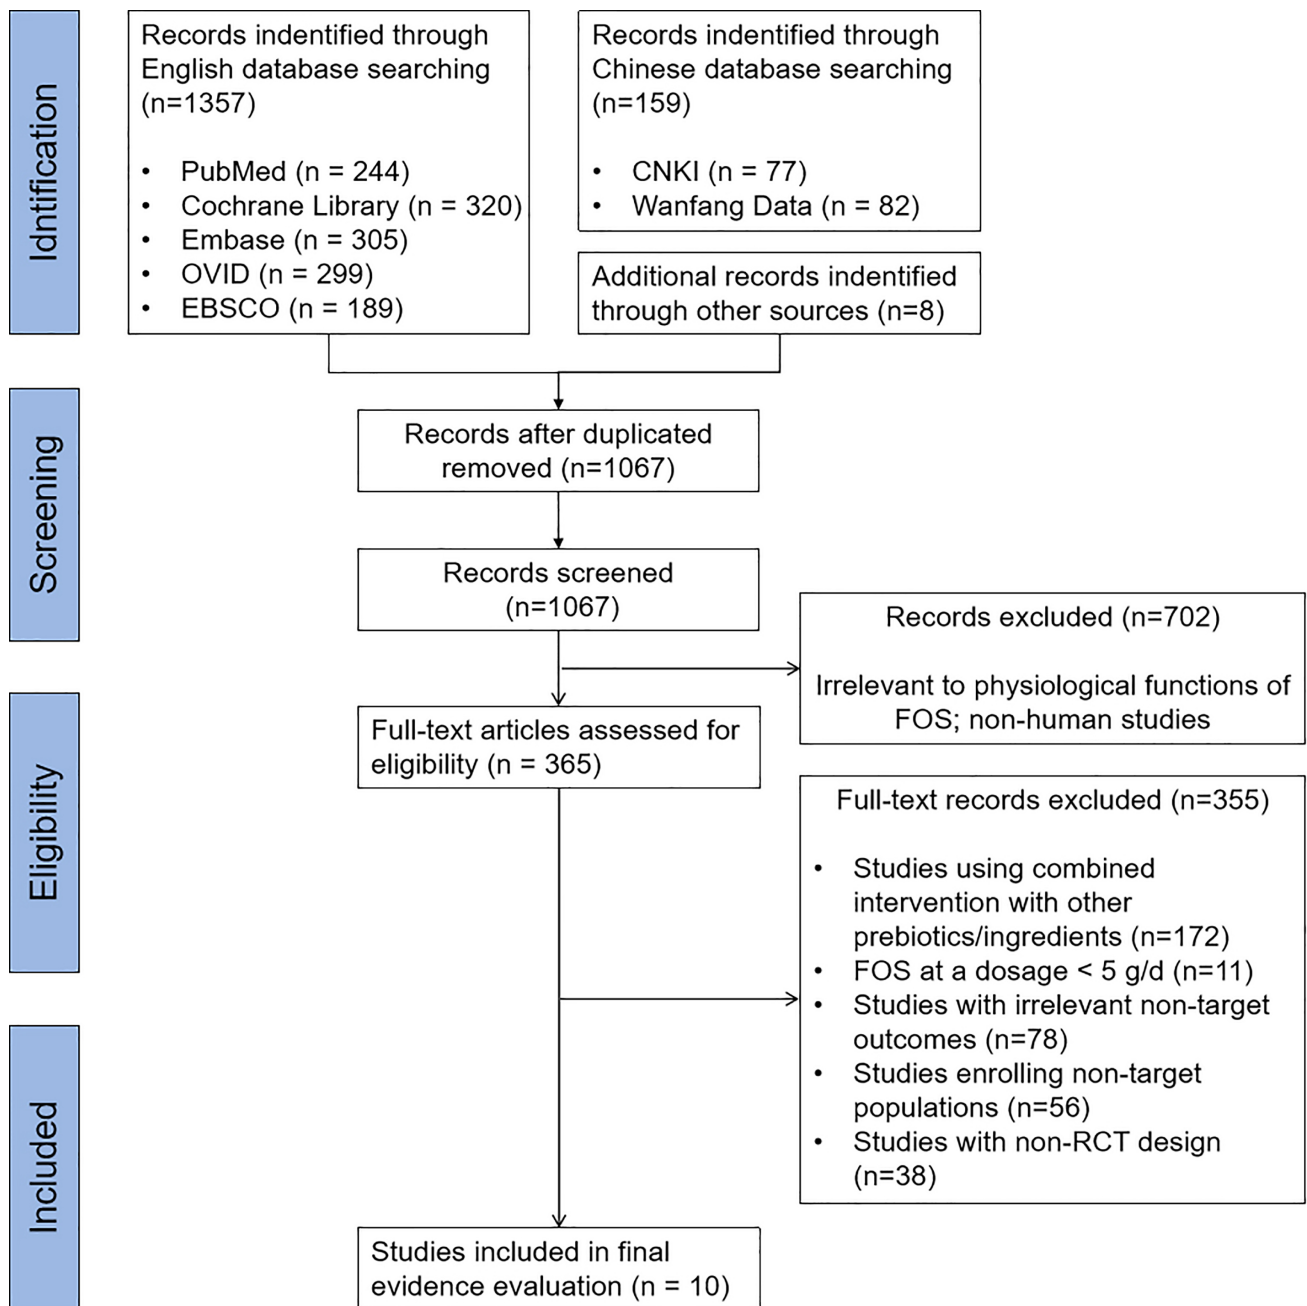 Idntification
Records indentified through
English database searching
(n=1357)
• PubMed (n = 244)
• Cochrane Library (n = 320)
• Embase (n = 305)
• OVID (n = 299)
• EBSCO (n = 189)
Records indentified through
Chinese database searching
(n=159)
• CNKI (n = 77)
• Wanfang Data (n = 82)
Additional records indentified
through other sources (n=8)
Screening
Records after duplicated
removed (n=1067)
Records screened
(n=1067)
Records excluded (n=702)
Irrelevant to physiological functions of
FOS; non-human studies
Eligibility
Full-text articles assessed for
eligibility (n = 365)
Full-text records excluded (n=355)
• Studies using combined
intervention with other
prebiotics/ingredients (n=172)
• FOS at a dosage < 5 g/d (n=11)
• Studies with irrelevant non-target
outcomes (n=78)
• Studies enrolling non-target
populations (n=56)
• Studies with non-RCT design
(n=38)
Included
Studies included in final
evidence evaluation (n = 10)